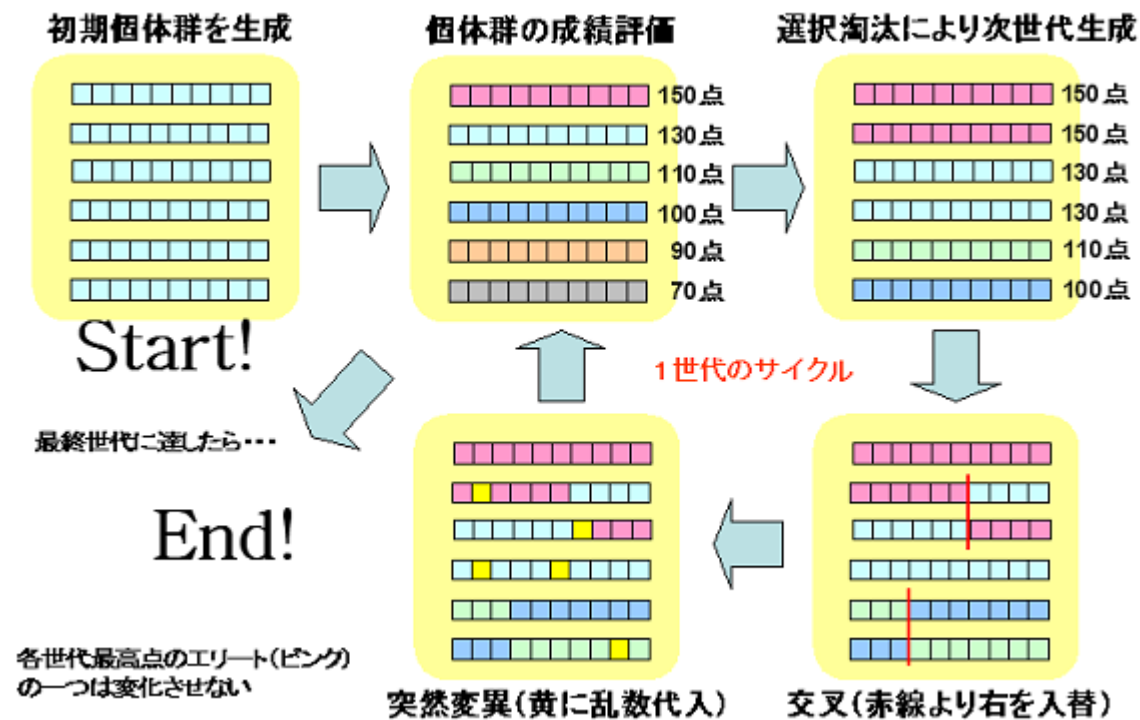 初期個体群を生成
個体群の成績評価
選択淘汰により次世代生成
150点
130点
110点
100点
90点
70点
150点
150点
130点
130点
110点
100点
Start!
1世代のサイクル
最終世代に達したら・・・
End!
各世代最高点のエリート(ピンク)
の一つは変化させない
突然変異(黄に乱数代入)
交叉(赤線より右を入替)